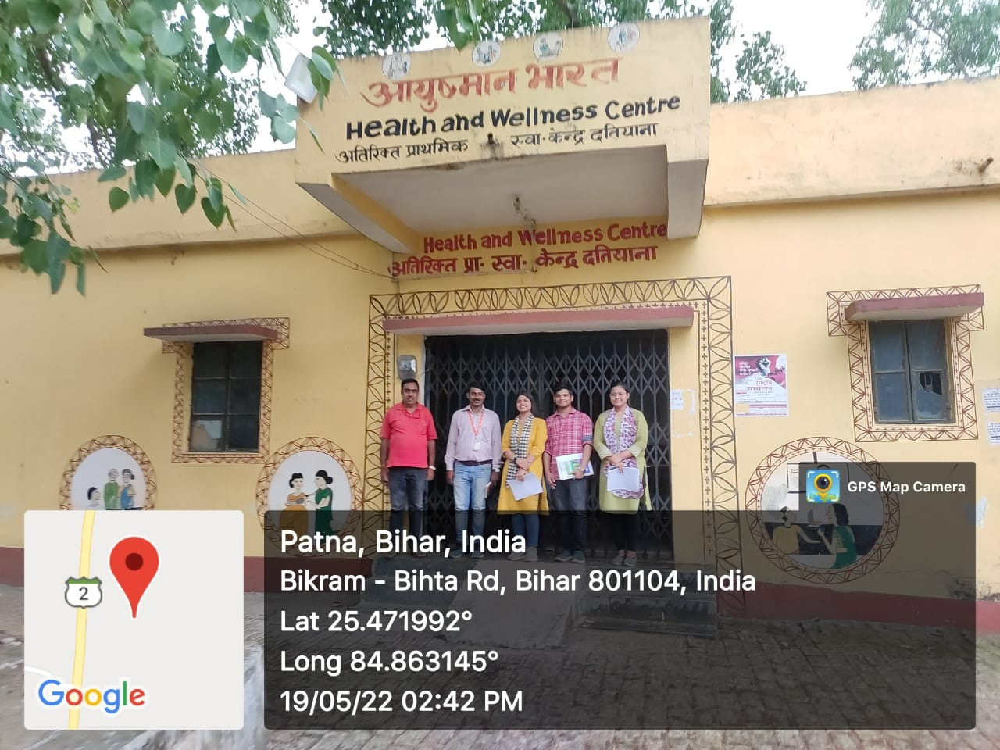 आयुष्मान भारत
Health and Wellness Centre
अतिरिक्त प्राथमिक स्वा॰ केन्द्र दतियाना
Health and Wellness Centre
अतिरिक्त प्रा॰ स्वा॰ केन्द्र दतियाना
राष्ट्रीय
सम्मेलन
GPS Map Camera
Patna, Bihar, India
Bikram - Bihta Rd, Bihar 801104, India
Lat 25.471992°
Long 84.863145°
19/05/22 02:42 PM
2
Google